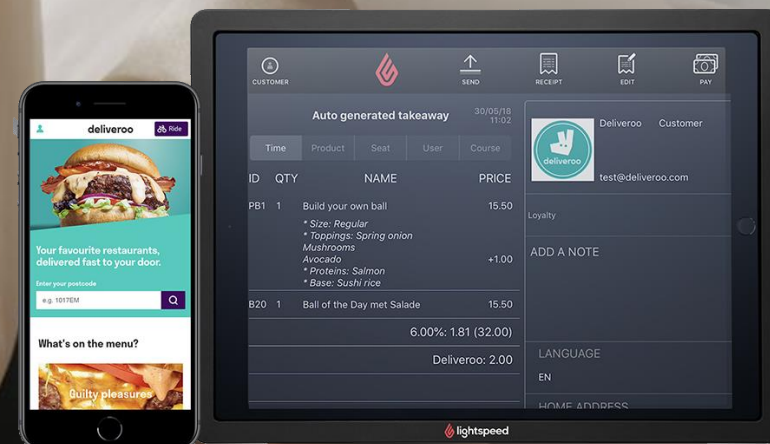 deliveroo
Ride
Your favourite restaurants,
delivered fast to your door.
Enter your postcode
e.g. 1017EM
What's on the menu?
Guilty pleasures
CUSTOMER
SEND
RECEIPT
EDIT
PAY
Auto generated takeaway
30/05/18
11:02
Time Product Seat User Course
ID QTY NAME PRICE
PB1 1 Build your own ball 15.50
* Size: Regular
* Toppings: Spring onion
Mushrooms
Avocado +1.00
* Proteins: Salmon
* Base: Sushi rice
B20 1 Ball of the Day met Salade 15.50
6.00%: 1.81 (32.00)
Deliveroo: 2.00
deliveroo
Deliveroo Customer
test@deliveroo.com
Loyalty
ADD A NOTE
LANGUAGE
EN
HOME ADDRESS
lightspeed